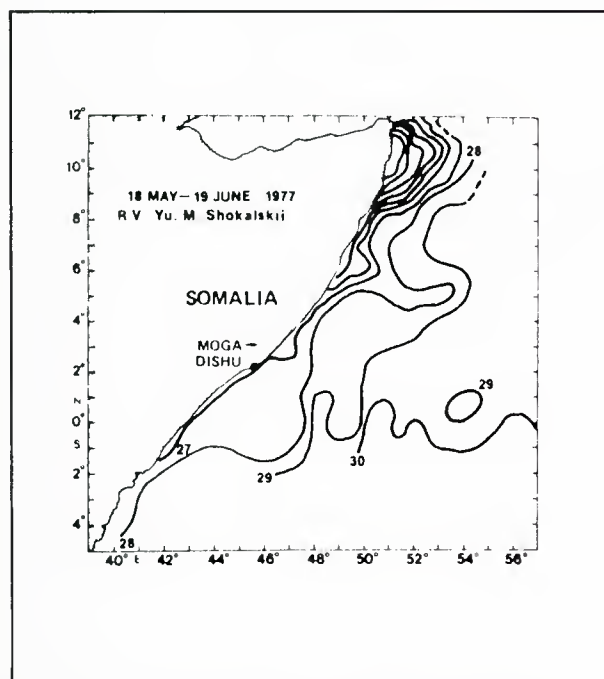 12°
10°
28
18 MAY—19 JUNE 1977
R V Yu. M Shokalskii
8°
6°
SOMALIA
4°
MOGA
DISHU
2°
29
N
0°
S
27
30
2°
29
4°
28
40° E 42° 44° 46° 48° 50° 52° 54° 56°